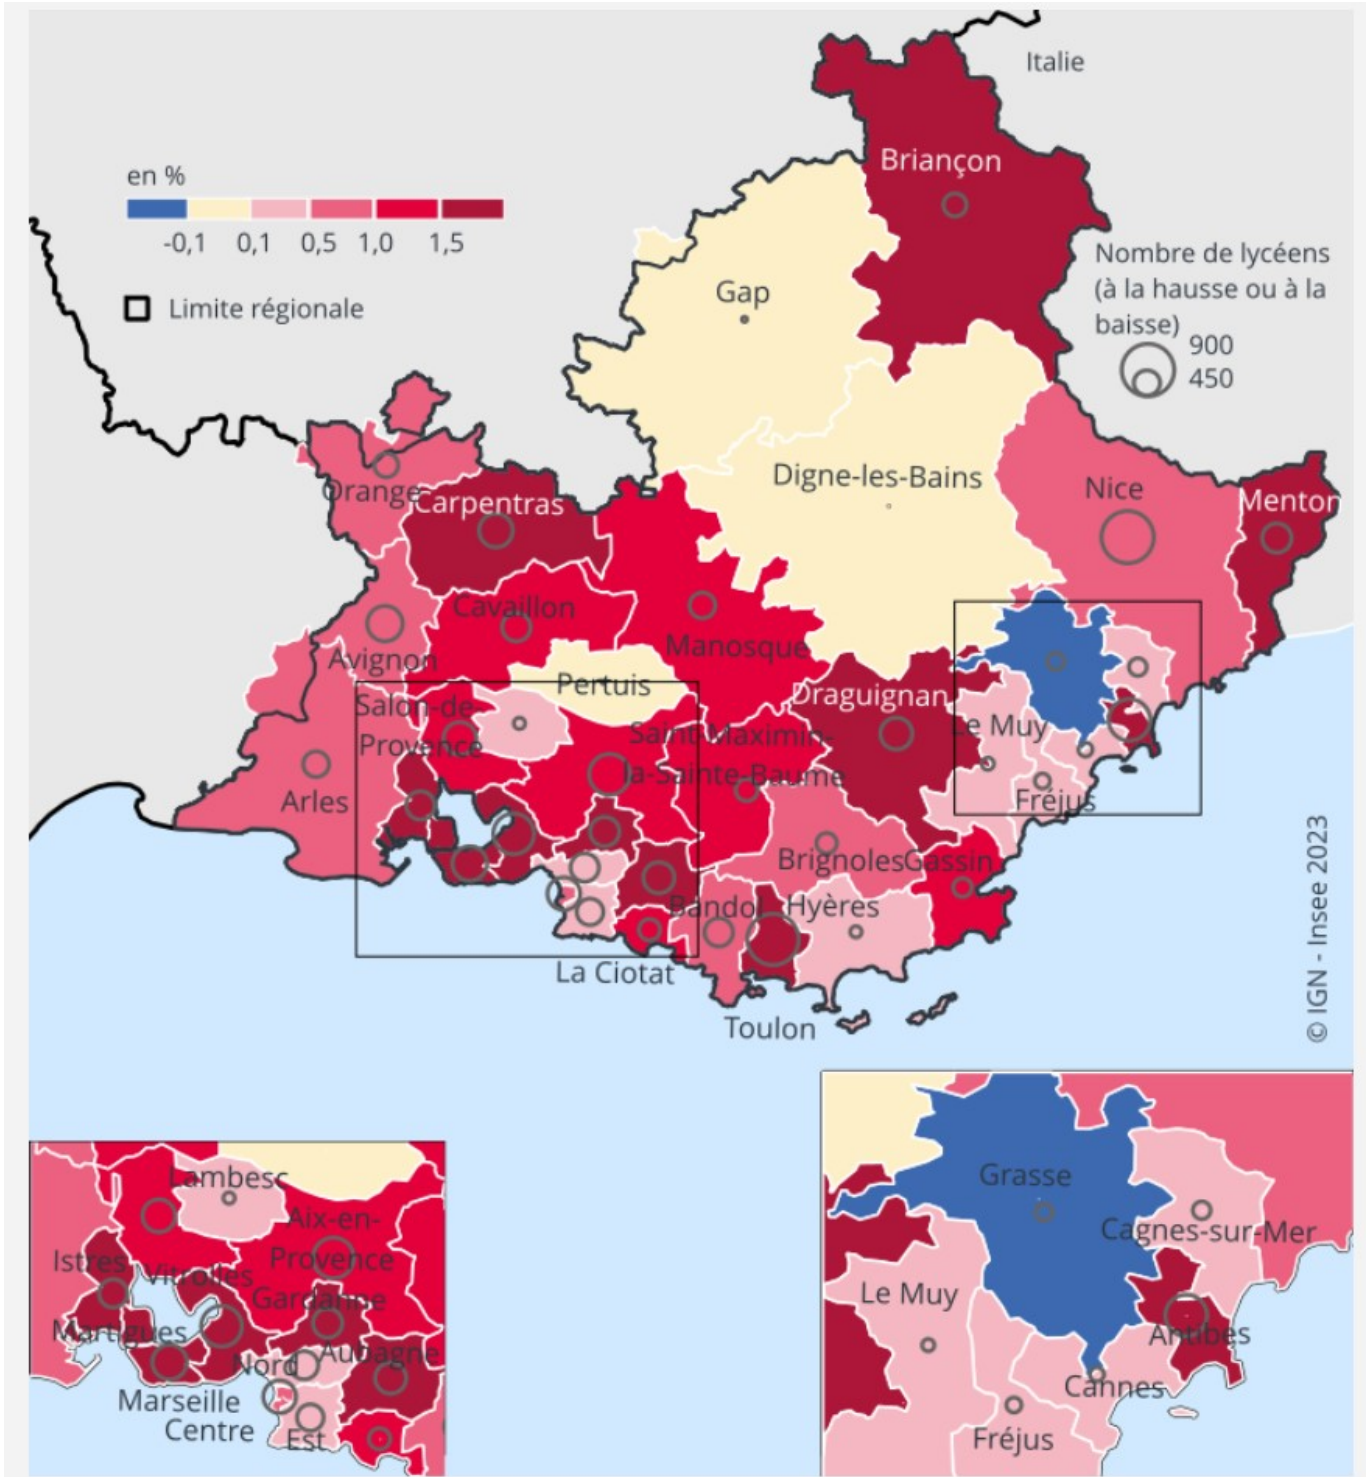 Italie
Briançon
en %
-0,1 0,1 0,5 1,0 1,5
Limite régionale
Nombre de lycéens
(à la hausse ou à la
baisse)
900
450
Gap
Digne-les-Bains
Nice
Menton
Orange
Carpentras
Cavaillon
Manosque
Avignon
Pertuis
Draguignan
Salon-de-
Provence
Saint-Maximin-
la-Sainte-Baume
Le Muy
Arles
Fréjus
Brignoles
Gassin
Bandol
Hyères
La Ciotat
Toulon
© IGN - Insee 2023
Lambesc
Aix-en-
Provence
Istres
Vitrolles
Gardanne
Martigues
Nord
Aubagne
Marseille
Centre
Est
Grasse
Cagnes-sur-Mer
Le Muy
Antibes
Cannes
Fréjus